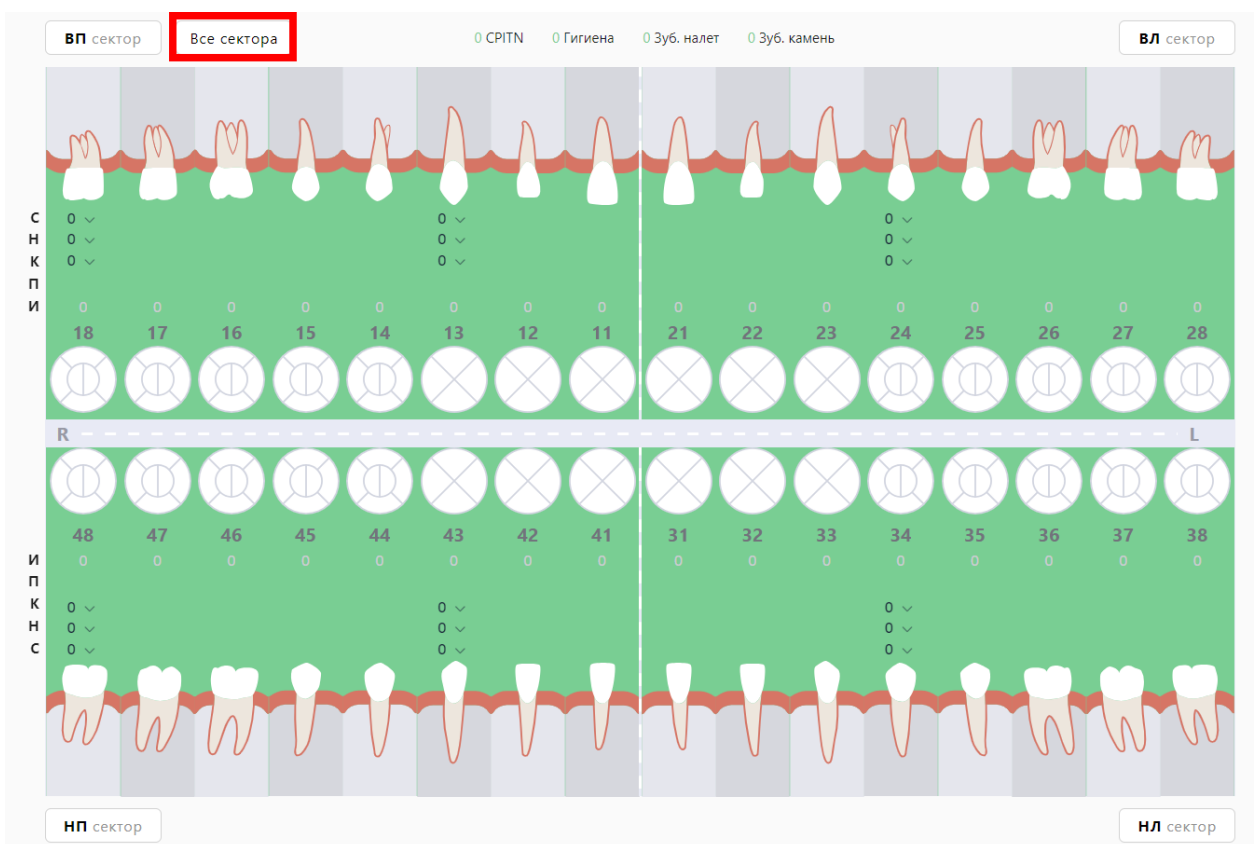 ВП сектор Все сектора 0 CPITN 0 Гигиена 0 Зуб. налет 0 Зуб. камень ВЛ сектор
С 0 0 0
Н 0 0 0
К 0 0 0
П
И 0 0 0 0 0 0 0 0 0 0 0 0 0 0 0 0
18 17 16 15 14 13 12 11 21 22 23 24 25 26 27 28
R L
48 47 46 45 44 43 42 41 31 32 33 34 35 36 37 38
И 0 0 0 0 0 0 0 0 0 0 0 0 0 0 0 0
П
К 0 0 0
Н 0 0 0
С 0 0 0
НП сектор НЛ сектор